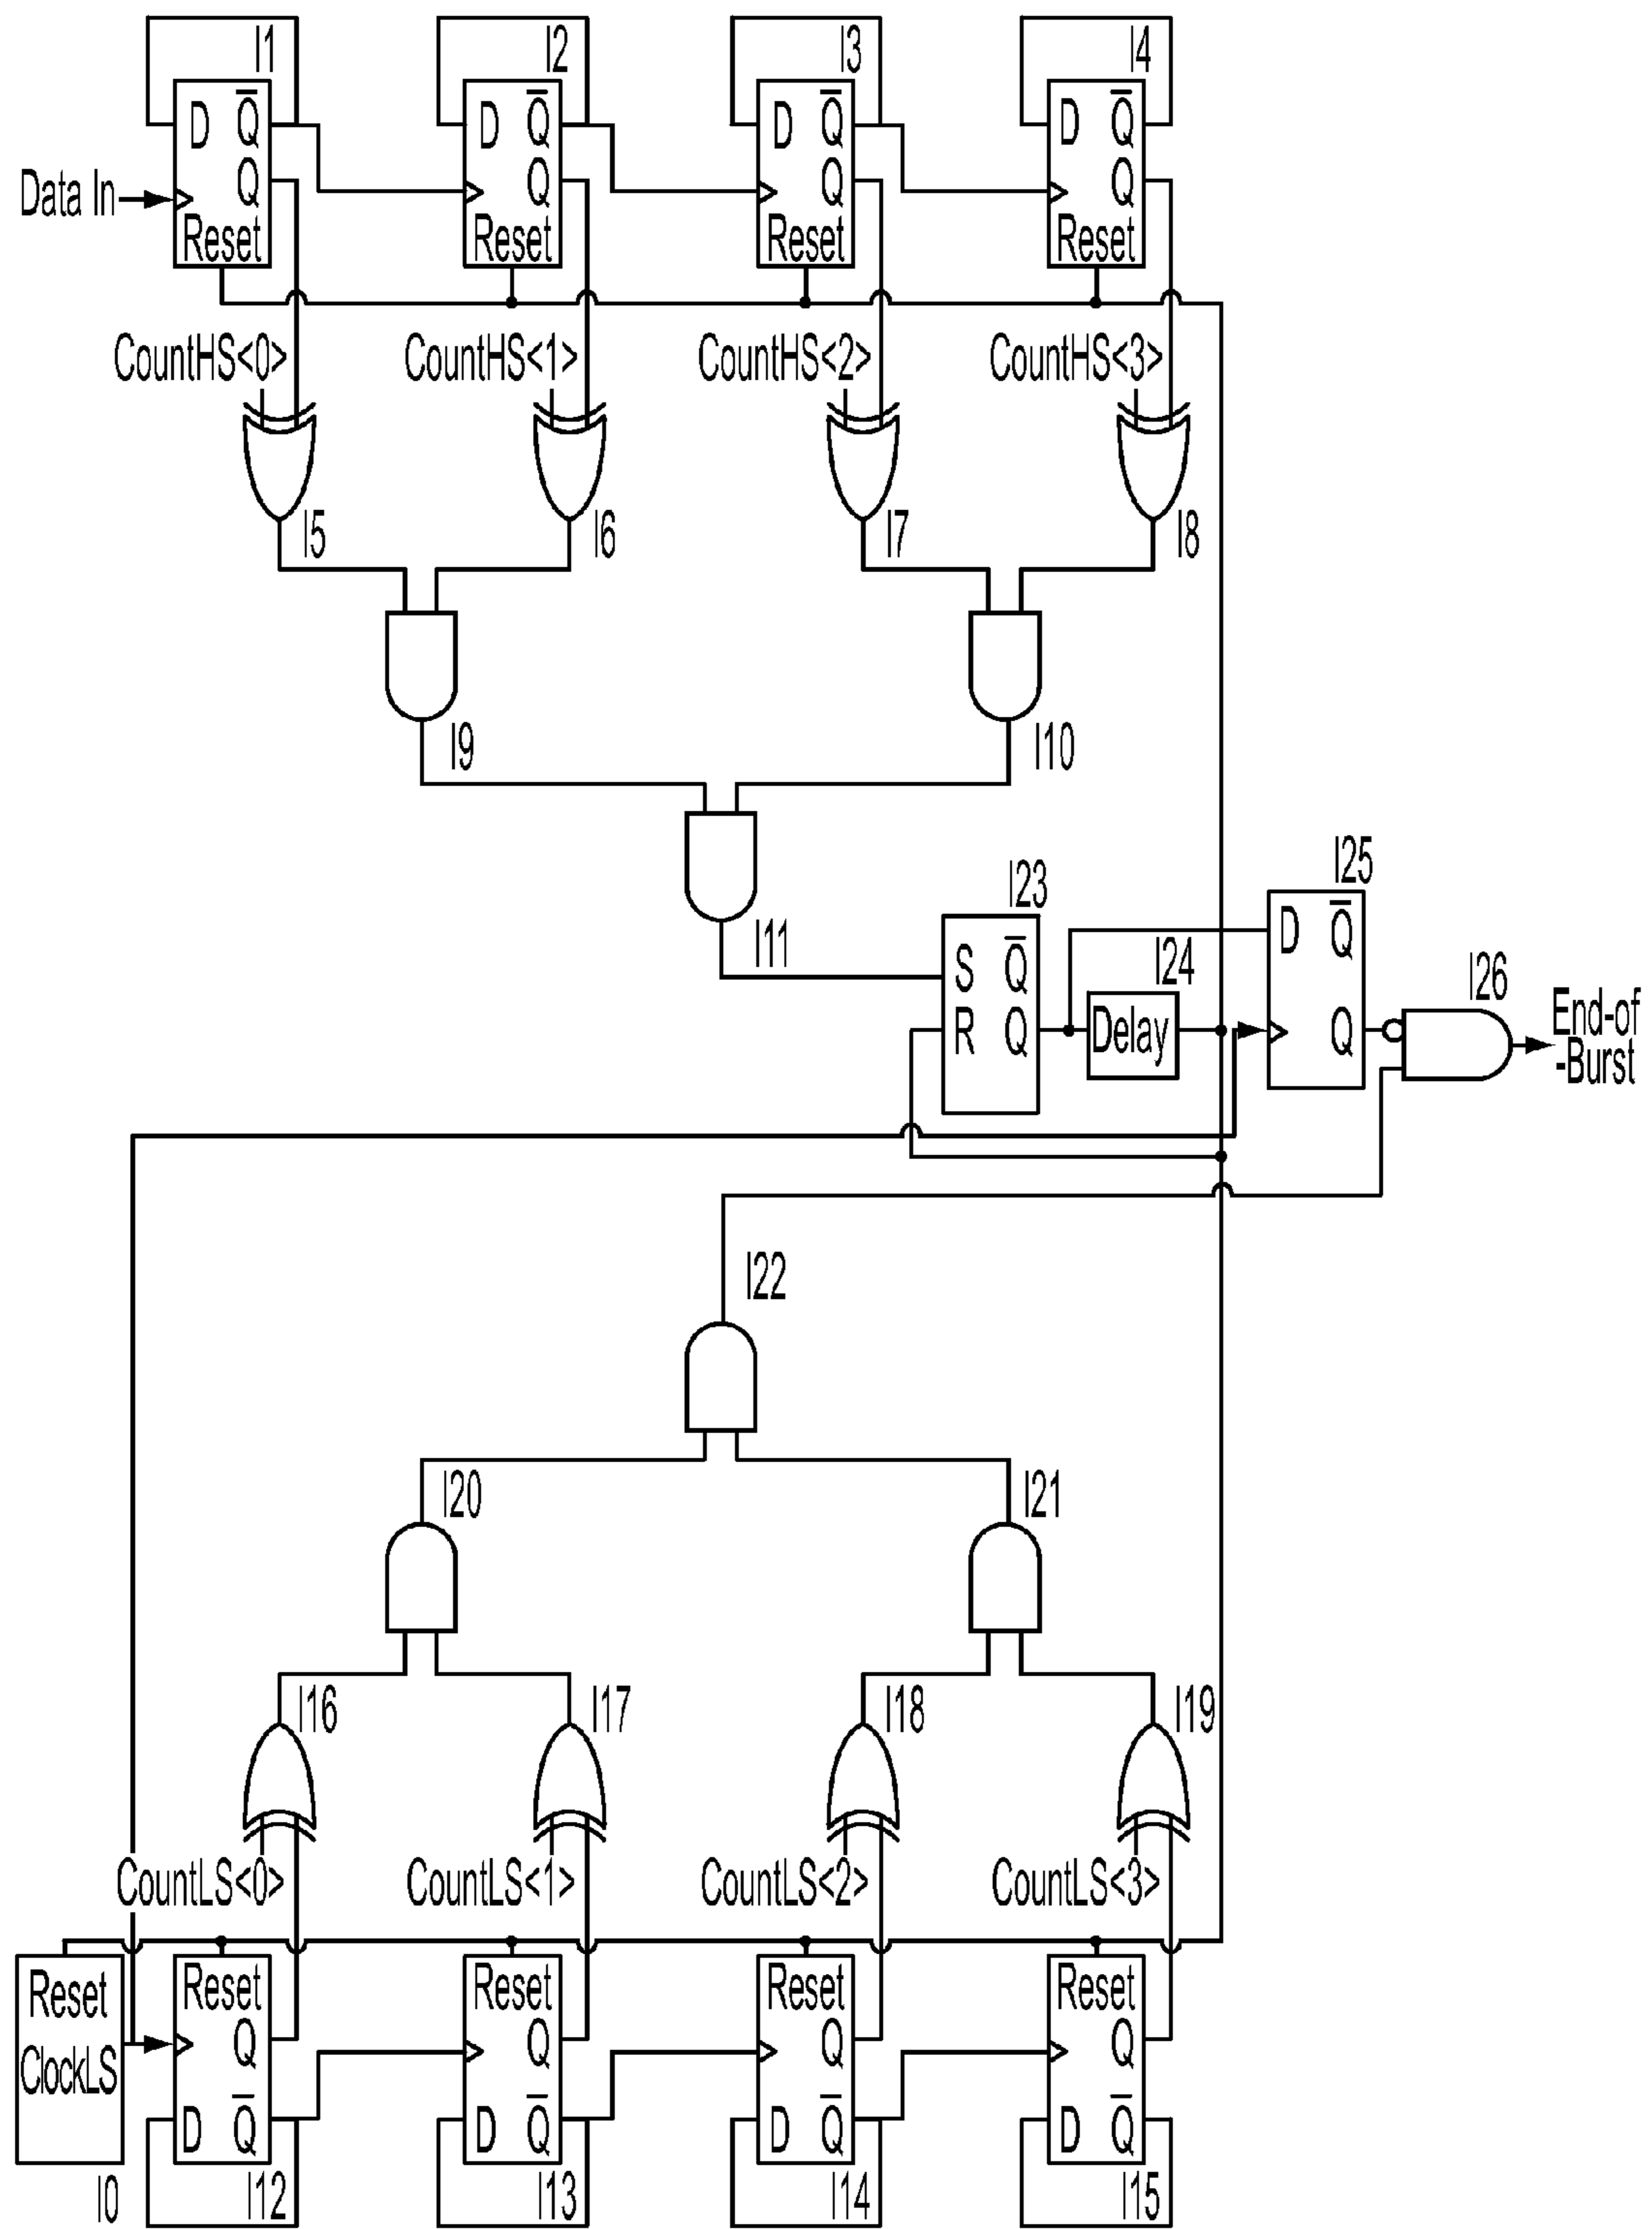 I1 I2 I3 I4
D Q̅ D Q̅ D Q̅ D Q̅
Q Q Q Q
Data In
Reset Reset Reset Reset
CountHS<0> CountHS<1> CountHS<2> CountHS<3>
I5 I6 I7 I8
I9 I10
I11
I23
S Q̅
R Q
I24
Delay
I25
D Q̅
Q
I26
End-of
-Burst
I22
I20 I21
I16 I17 I18 I19
CountLS<0> CountLS<1> CountLS<2> CountLS<3>
Reset
ClockLS
I0
Reset Reset Reset Reset
Q Q Q Q
D Q̅ D Q̅ D Q̅ D Q̅
I12 I13 I14 I15